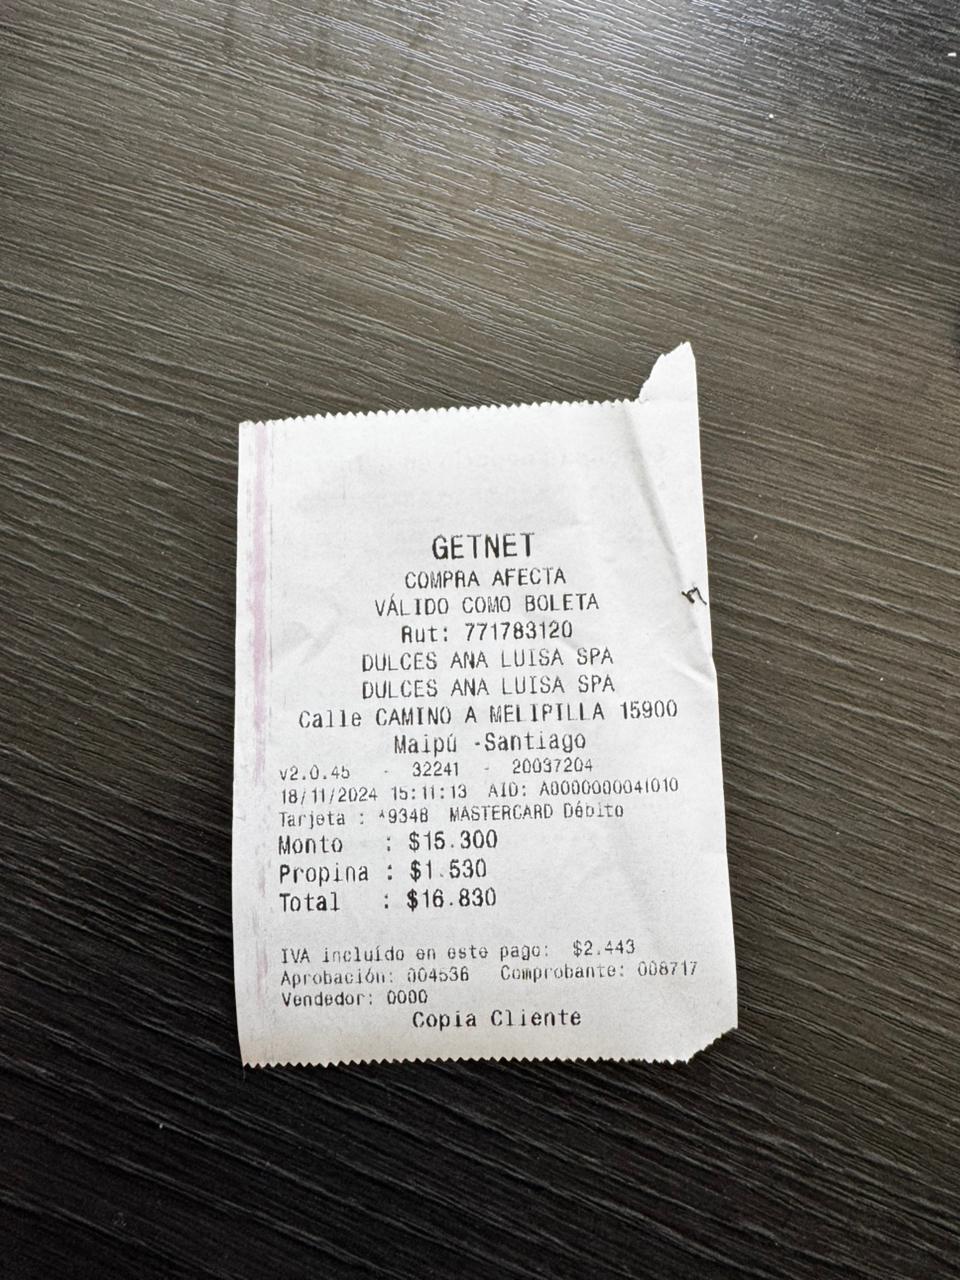 GETNET
COMPRA AFECTA
VÁLIDO COMO BOLETA
Rut: 771783120
DULCES ANA LUISA SPA
DULCES ANA LUISA SPA
Calle CAMINO A MELIPILLA 15900
Maipú -Santiago
v2.0.45 - 32241 - 20037204
18/11/2024 15:11:13 AID: A0000000041010
Tarjeta : *9348 MASTERCARD Débito
Monto : $15.300
Propina : $1.530
Total : $16.830
IVA incluído en este pago: $2.443
Aprobación: 004536 Comprobante: 008717
Vendedor: 0000
Copia Cliente